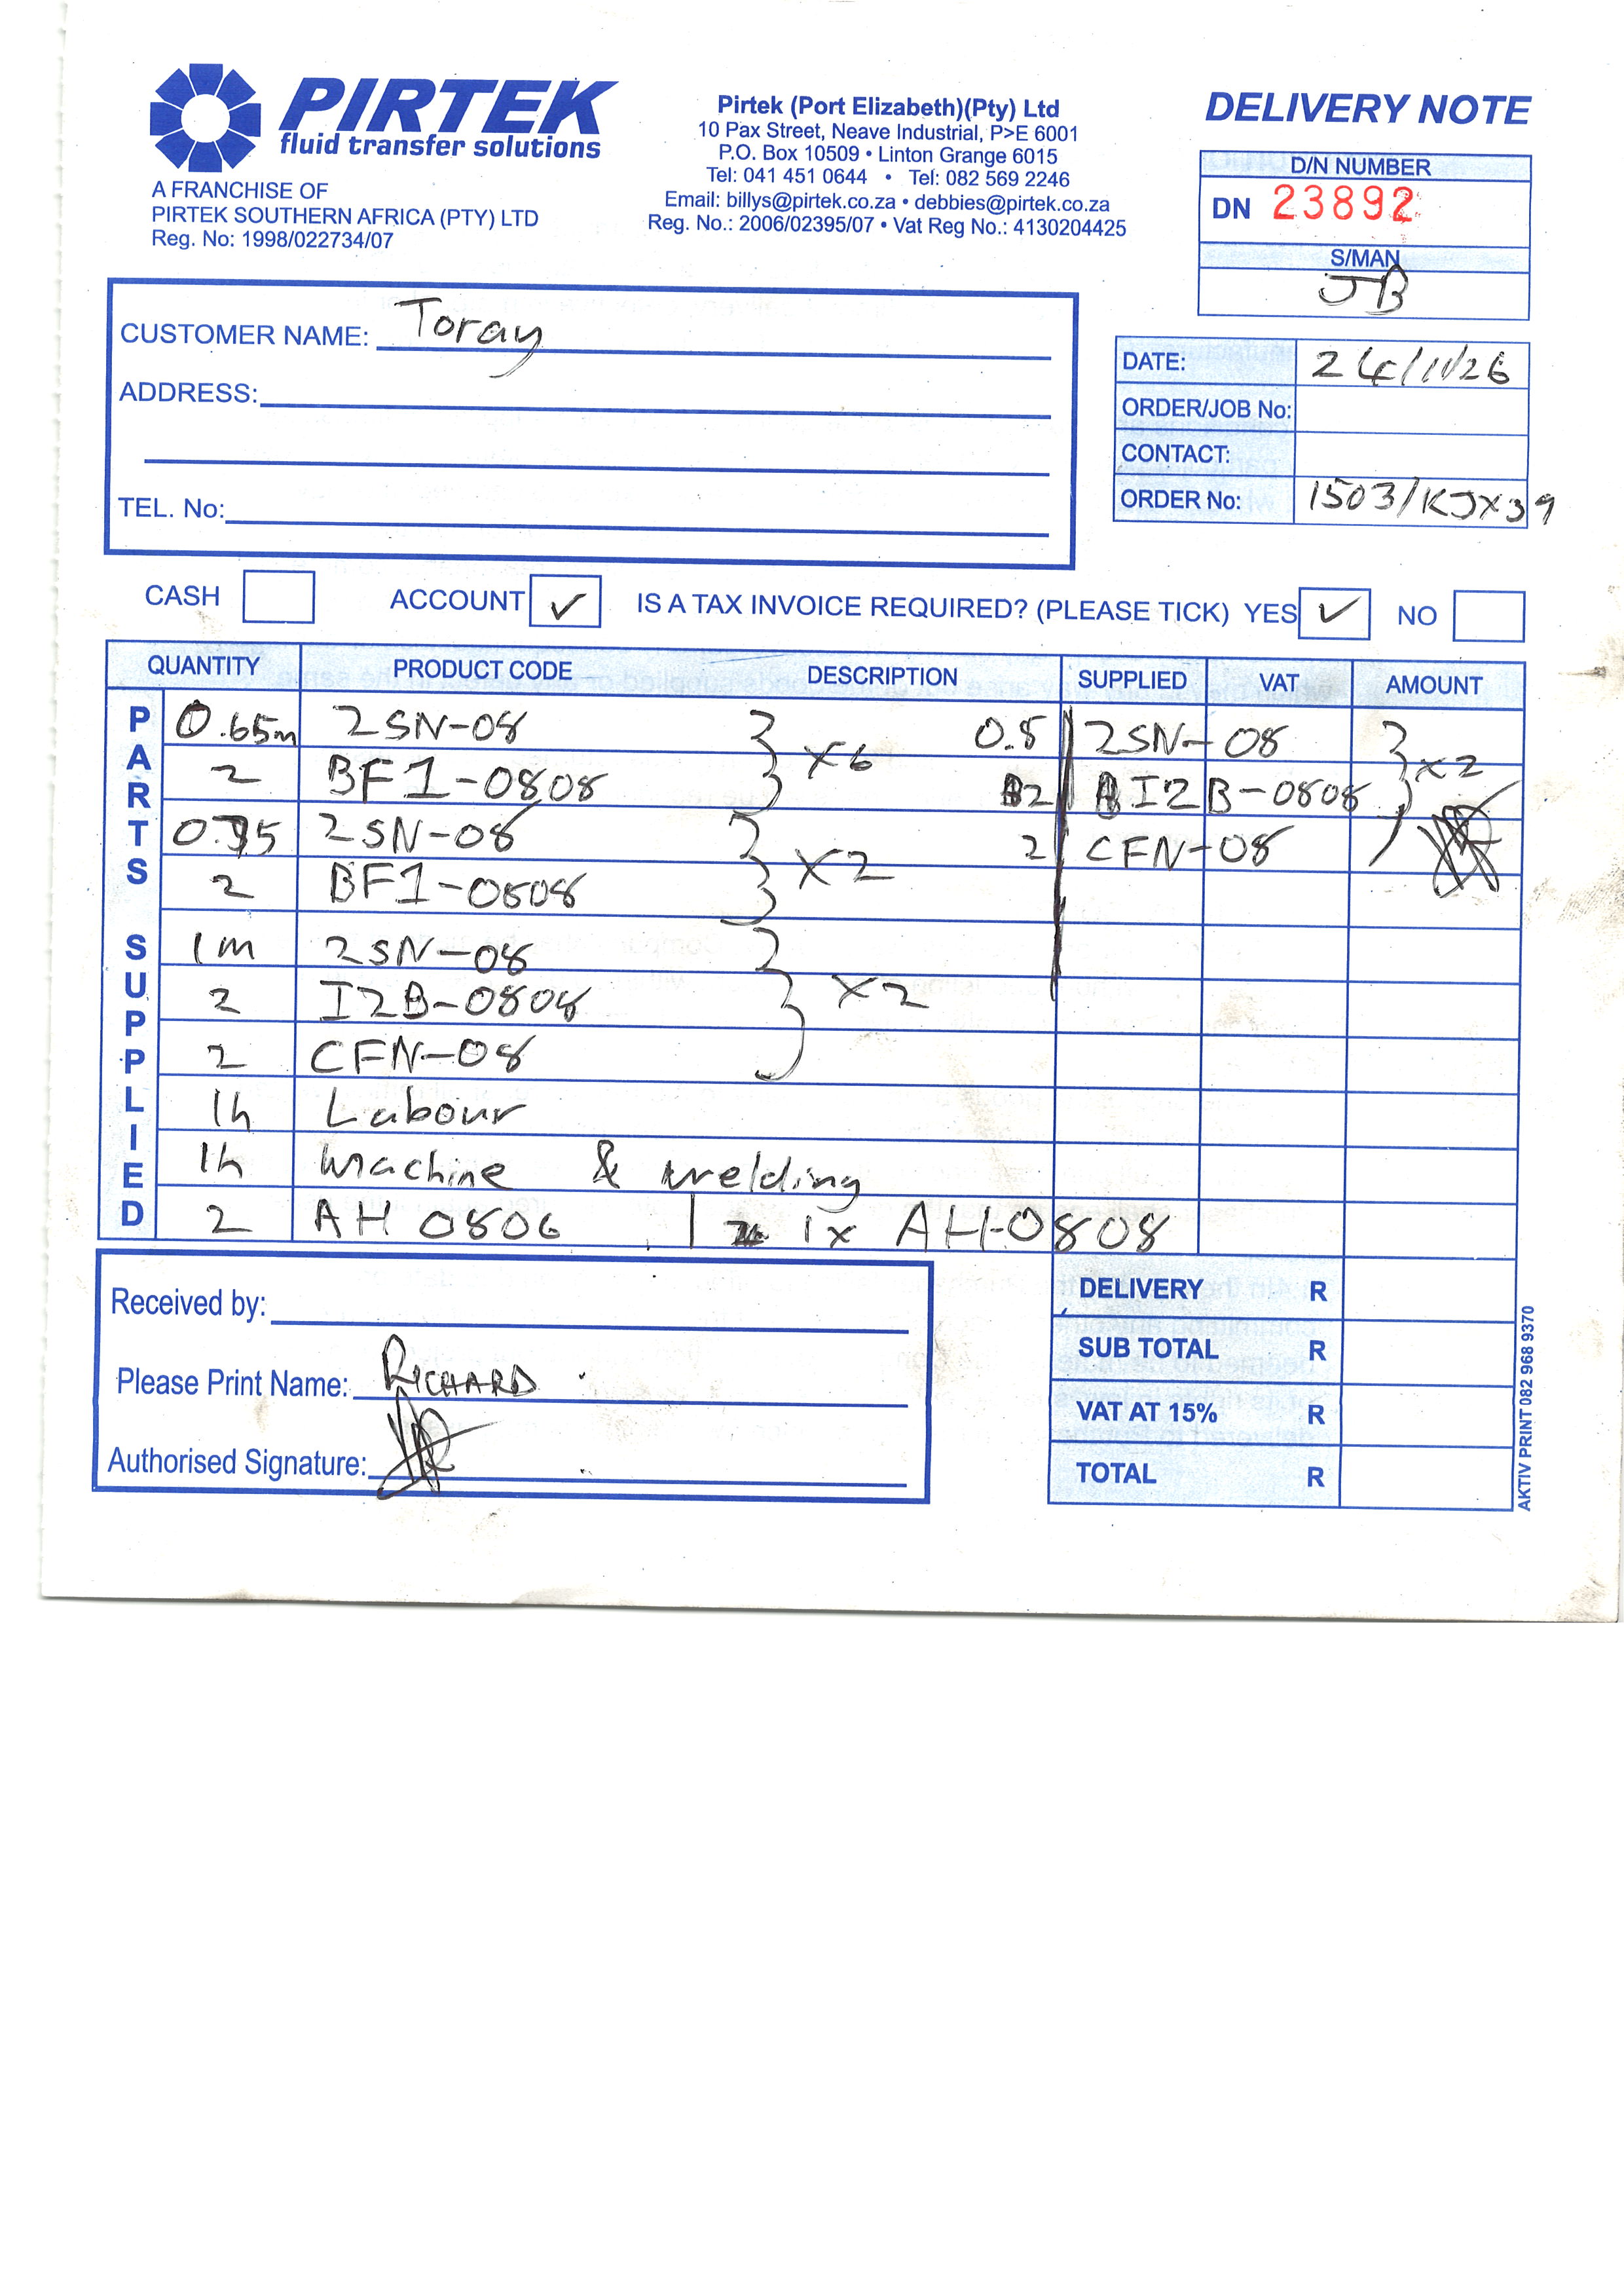 PIRTEK
fluid transfer solutions
A FRANCHISE OF
PIRTEK SOUTHERN AFRICA (PTY) LTD
Reg. No: 1998/022734/07
Pirtek (Port Elizabeth)(Pty) Ltd
10 Pax Street, Neave Industrial, P>E 6001
P.O. Box 10509 • Linton Grange 6015
Tel: 041 451 0644 • Tel: 082 569 2246
Email: billys@pirtek.co.za • debbies@pirtek.co.za
Reg. No.: 2006/02395/07 • Vat Reg No.: 4130204425
DELIVERY NOTE
D/N NUMBER
DN 23892
S/MAN
JB
CUSTOMER NAME: Toray
ADDRESS:
TEL. No:
DATE: 24/11/26
ORDER/JOB No:
CONTACT:
ORDER No: 1503/KJX39
CASH ACCOUNT ✓ IS A TAX INVOICE REQUIRED? (PLEASE TICK) YES ✓ NO
QUANTITY PRODUCT CODE DESCRIPTION SUPPLIED VAT AMOUNT
PARTS SUPPLIED
0.65m 2SN-08 } x6 0.5 2SN-08 } x2
2 BF1-0808 2 I2B-0808
2SN-08 } x2 2 CFN-08
2 BF1-0808
1m 2SN-08 } x2
2 I2B-0808
2 CFN-08
1h Labour
1h Machine & welding
2 AH 0806 | 1x AH-0808
Received by:
Please Print Name: RICHARD
Authorised Signature:
DELIVERY R
SUB TOTAL R
VAT AT 15% R
TOTAL R
AKTIV PRINT 082 968 9370